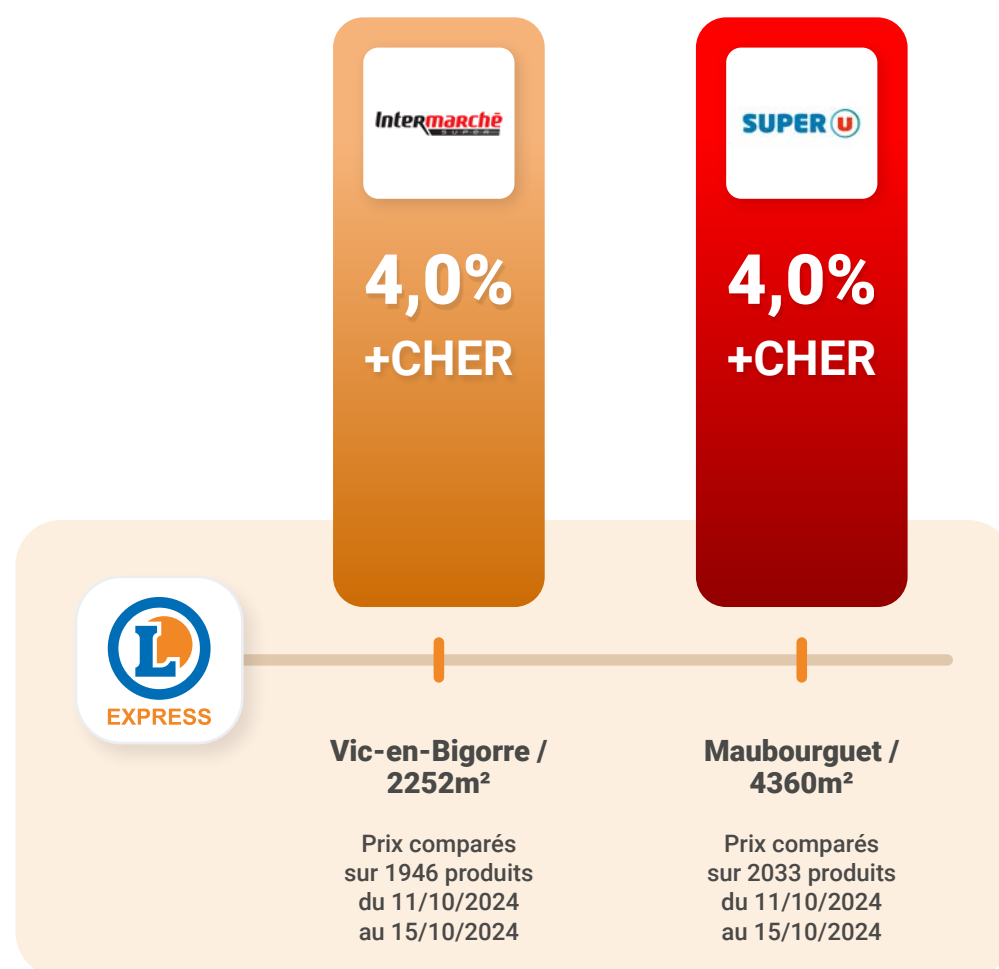 Intermarchē
SUPER
SUPER U
4,0%
+CHER
4,0%
+CHER
L
EXPRESS
Vic-en-Bigorre /
2252m²
Prix comparés
sur 1946 produits
du 11/10/2024
au 15/10/2024
Maubourguet /
4360m²
Prix comparés
sur 2033 produits
du 11/10/2024
au 15/10/2024